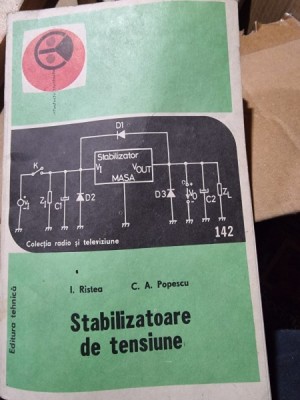 D1
Stabilizator
K
VI
VOUT
MASA
Z1
C1
D2
D3
VO
C2
ZL
Colecția radio și televiziune
142
I. Ristea
C. A. Popescu
Stabilizatoare
de tensiune
Editura tehnică